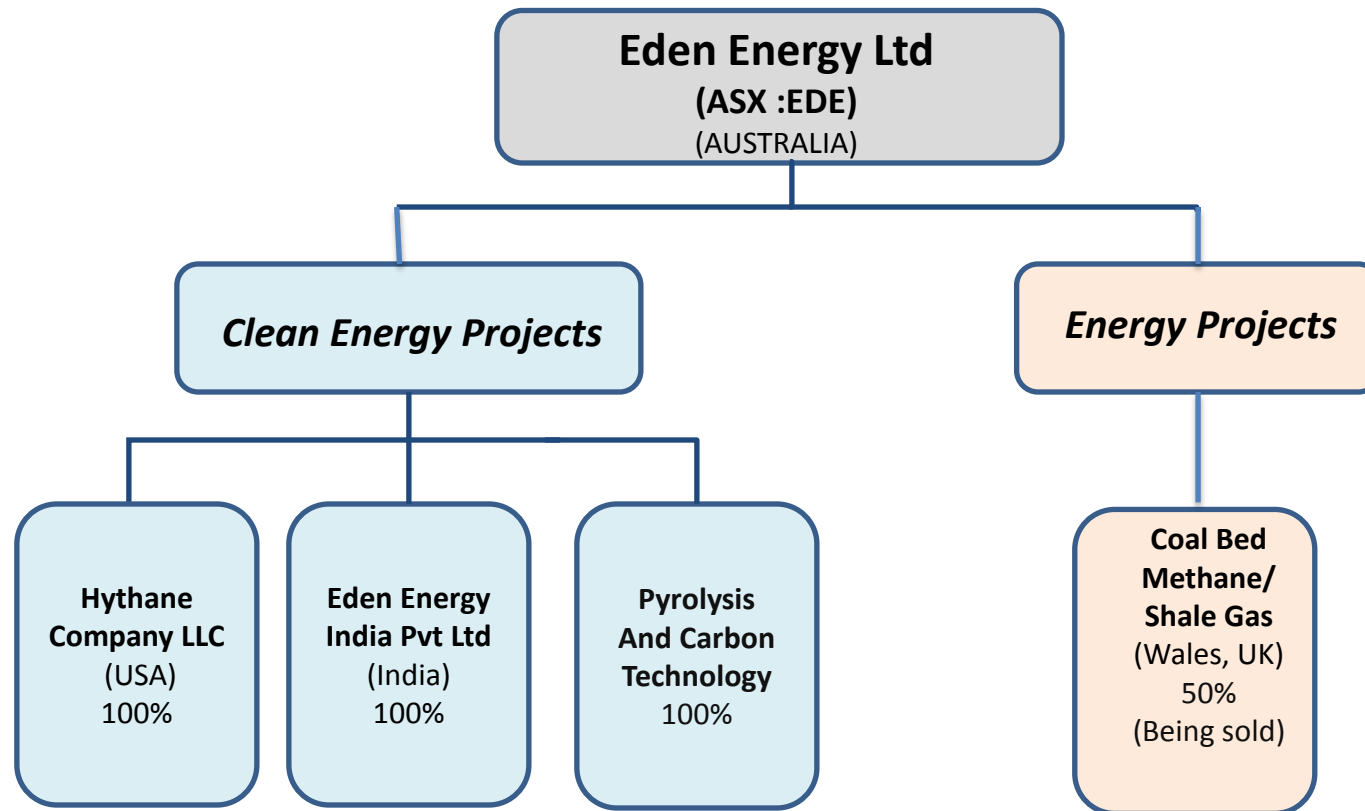 Eden Energy Ltd
(ASX :EDE)
(AUSTRALIA)
Clean Energy Projects
Energy Projects
Hythane
Company LLC
(USA)
100%
Eden Energy
India Pvt Ltd
(India)
100%
Pyrolysis
And Carbon
Technology
100%
Coal Bed
Methane/
Shale Gas
(Wales, UK)
50%
(Being sold)